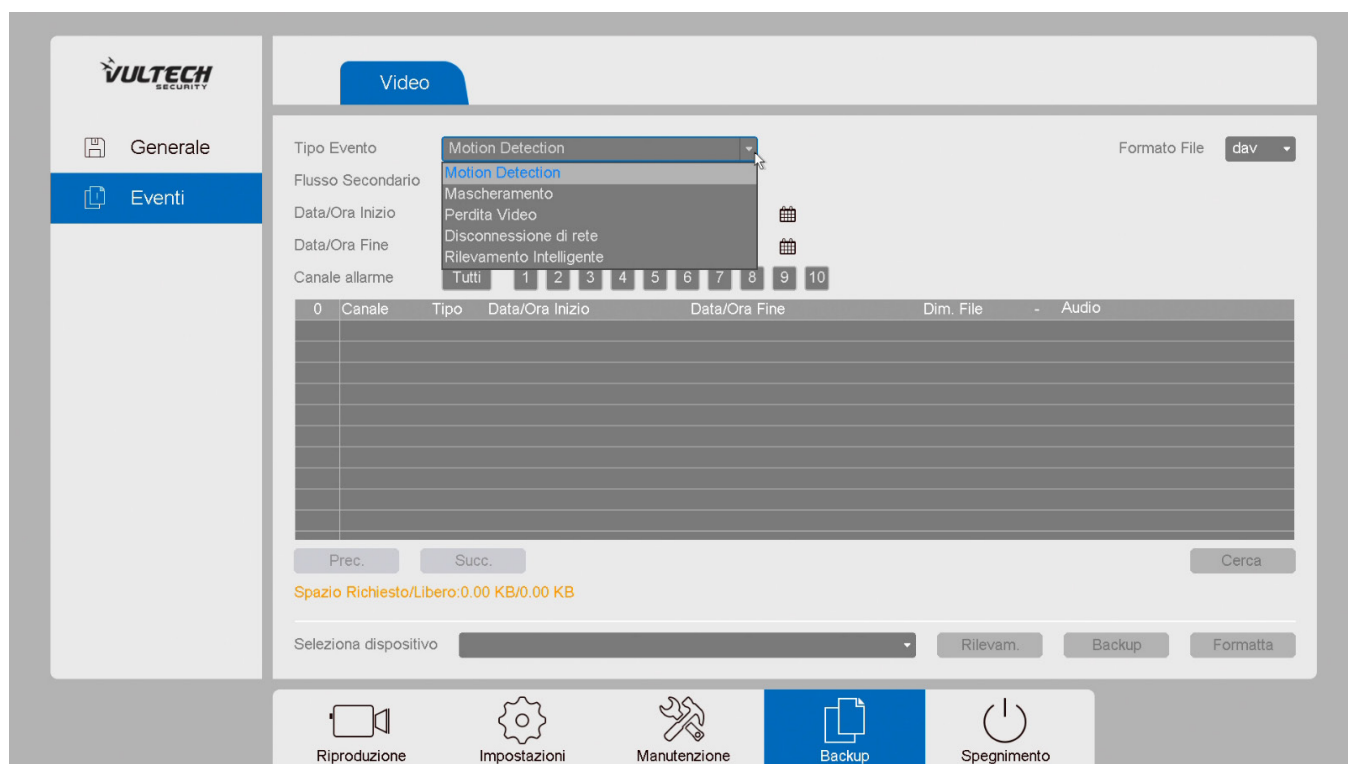 VULTECH
SECURITY
Video
Generale
Eventi
Tipo Evento Motion Detection Formato File dav
Flusso Secondario Motion Detection
Mascheramento
Data/Ora Inizio Perdita Video
Data/Ora Fine Disconnessione di rete
Rilevamento Intelligente
Canale allarme Tutti 1 2 3 4 5 6 7 8 9 10
0 Canale Tipo Data/Ora Inizio Data/Ora Fine Dim. File - Audio
Prec. Succ. Cerca
Spazio Richiesto/Libero:0.00 KB/0.00 KB
Seleziona dispositivo Rilevam. Backup Formatta
Riproduzione Impostazioni Manutenzione Backup Spegnimento